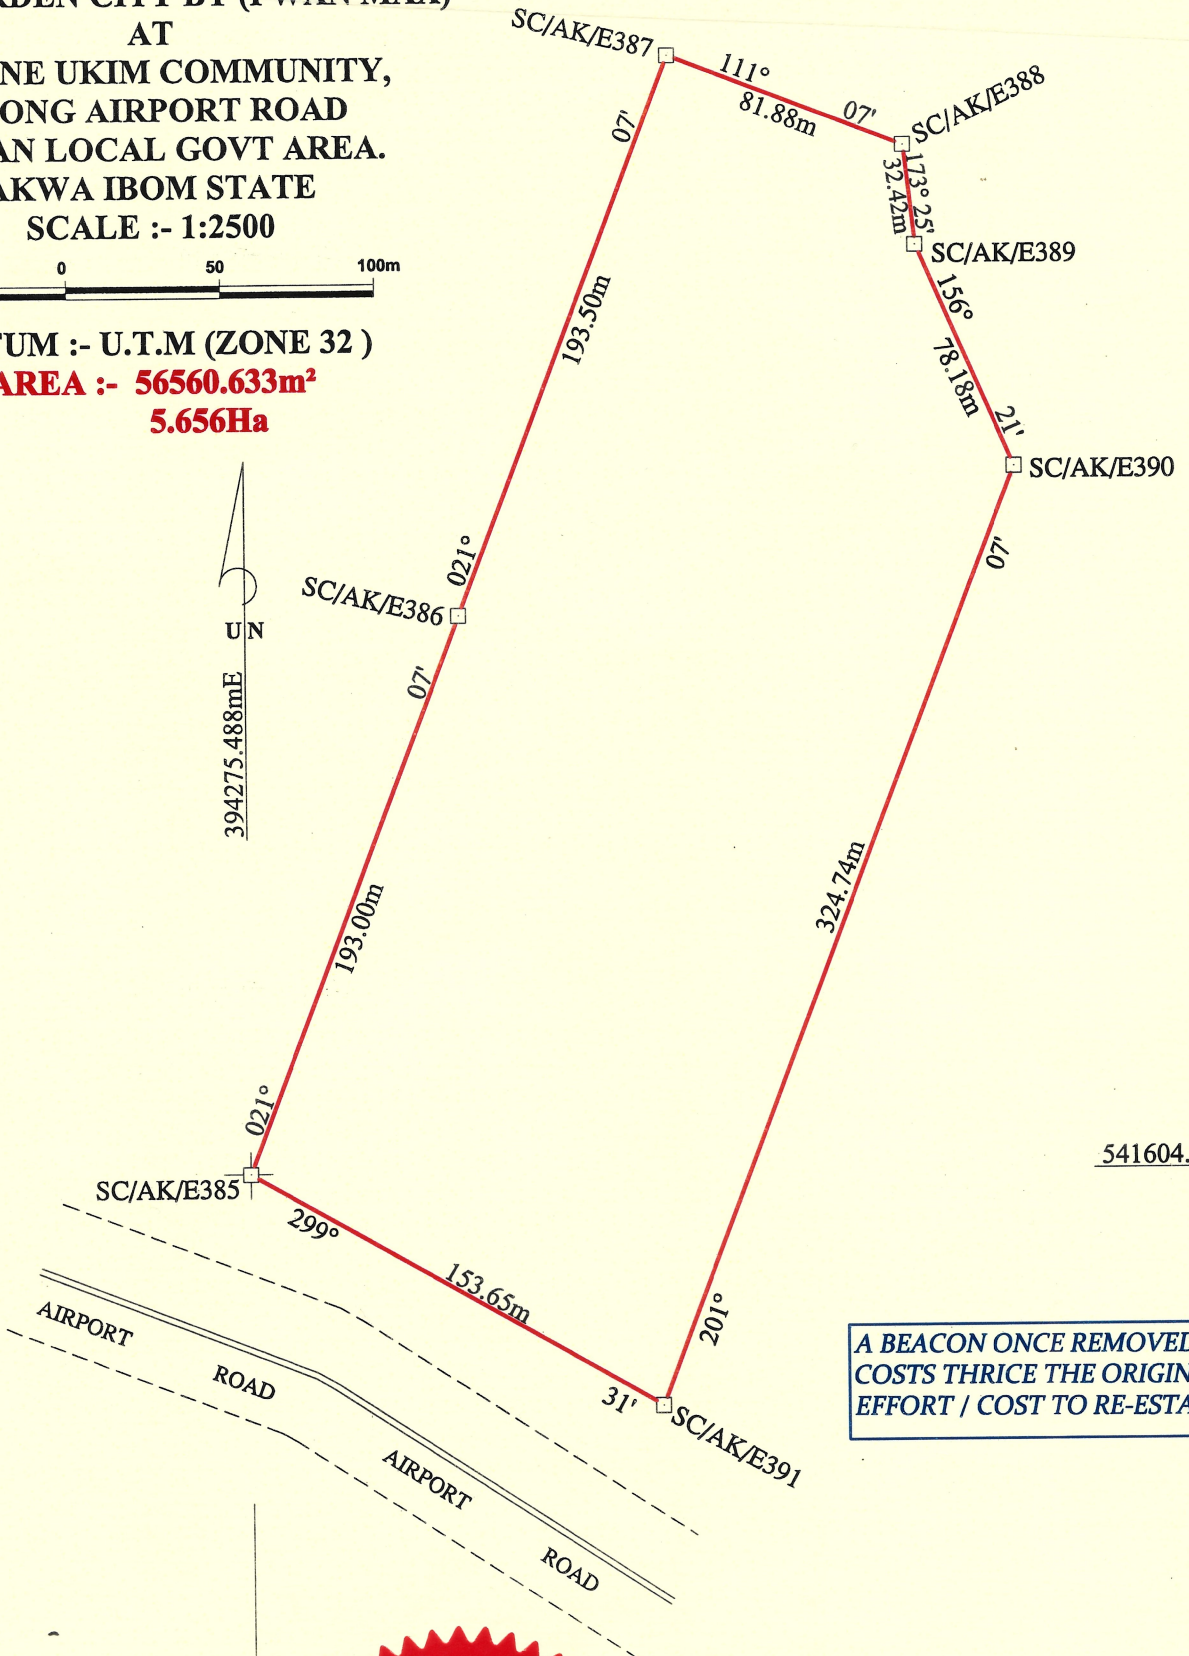 AT
NE UKIM COMMUNITY,
ONG AIRPORT ROAD
AN LOCAL GOVT AREA.
AKWA IBOM STATE
SCALE :- 1:2500
0 50 100m
TUM :- U.T.M (ZONE 32 )
AREA :- 56560.633m²
5.656Ha
U N
394275.488mE
SC/AK/E387
111°
81.88m
07'
SC/AK/E388
173° 25'
32.42m
SC/AK/E389
156°
78.18m
21'
SC/AK/E390
07'
324.74m
201°
07'
193.50m
021°
SC/AK/E386
07'
193.00m
021°
SC/AK/E385
299°
153.65m
31'
SC/AK/E391
541604.
AIRPORT
ROAD
AIRPORT
ROAD
A BEACON ONCE REMOVED
COSTS THRICE THE ORIGIN
EFFORT / COST TO RE-ESTA